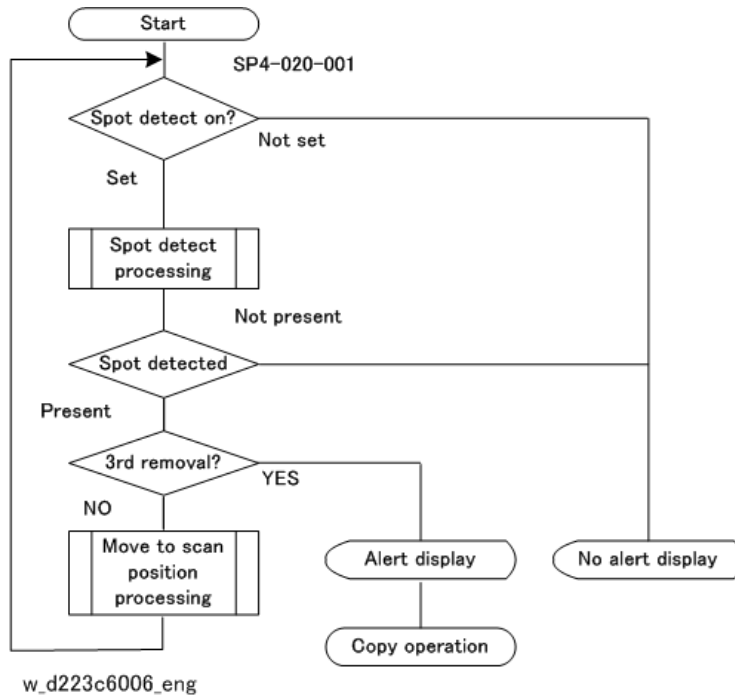 Start
SP4-020-001
Spot detect on?
Not set
Set
Spot detect
processing
Not present
Spot detected
Present
3rd removal?
YES
NO
Move to scan
position
processing
Alert display
No alert display
Copy operation
w_d223c6006_eng